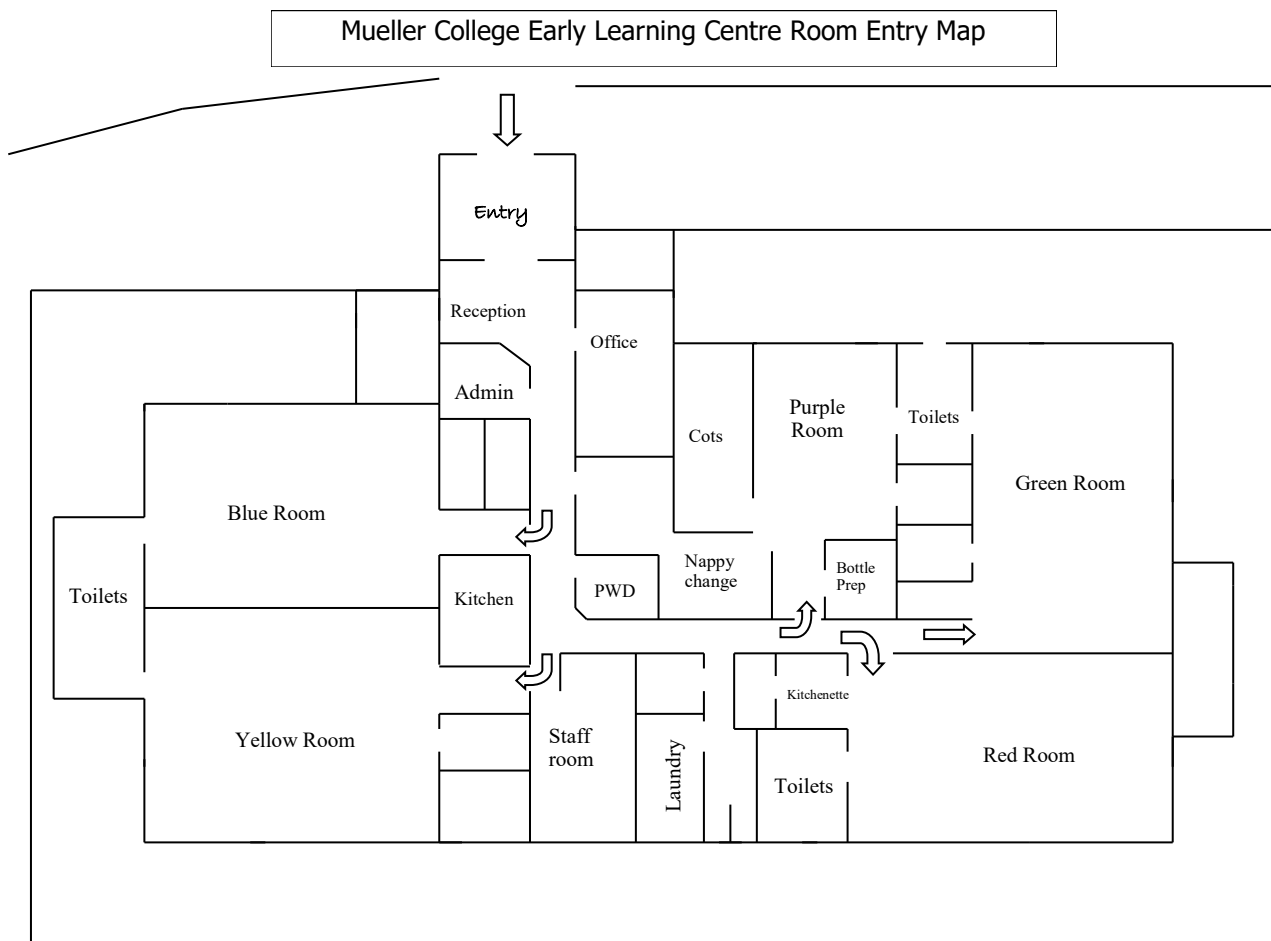 Mueller College Early Learning Centre Room Entry Map
Entry
Reception
Office
Admin
Purple
Room
Toilets
Cots
Green Room
Blue Room
Nappy
change
Bottle
Prep
Toilets
Kitchen
PWD
Kitchenette
Yellow Room
Staff
room
Laundry
Toilets
Red Room